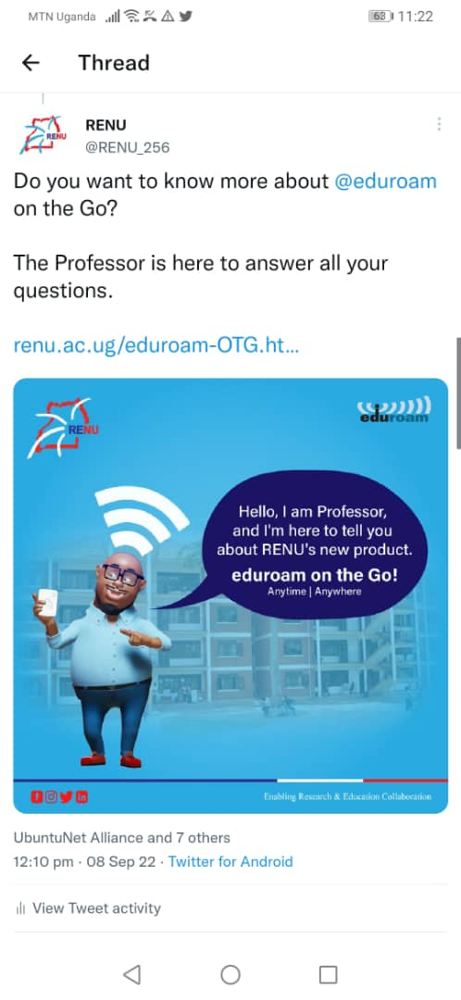 MTN Uganda
63
11:22
Thread
RENU
RENU
@RENU_256
Do you want to know more about @eduroam
on the Go?
The Professor is here to answer all your
questions.
renu.ac.ug/eduroam-OTG.ht...
RENU
eduroam
Hello, I am Professor,
and I'm here to tell you
about RENU's new product.
eduroam on the Go!
Anytime | Anywhere
Enabling Research & Education Collaboration
UbuntuNet Alliance and 7 others
12:10 pm · 08 Sep 22 · Twitter for Android
View Tweet activity